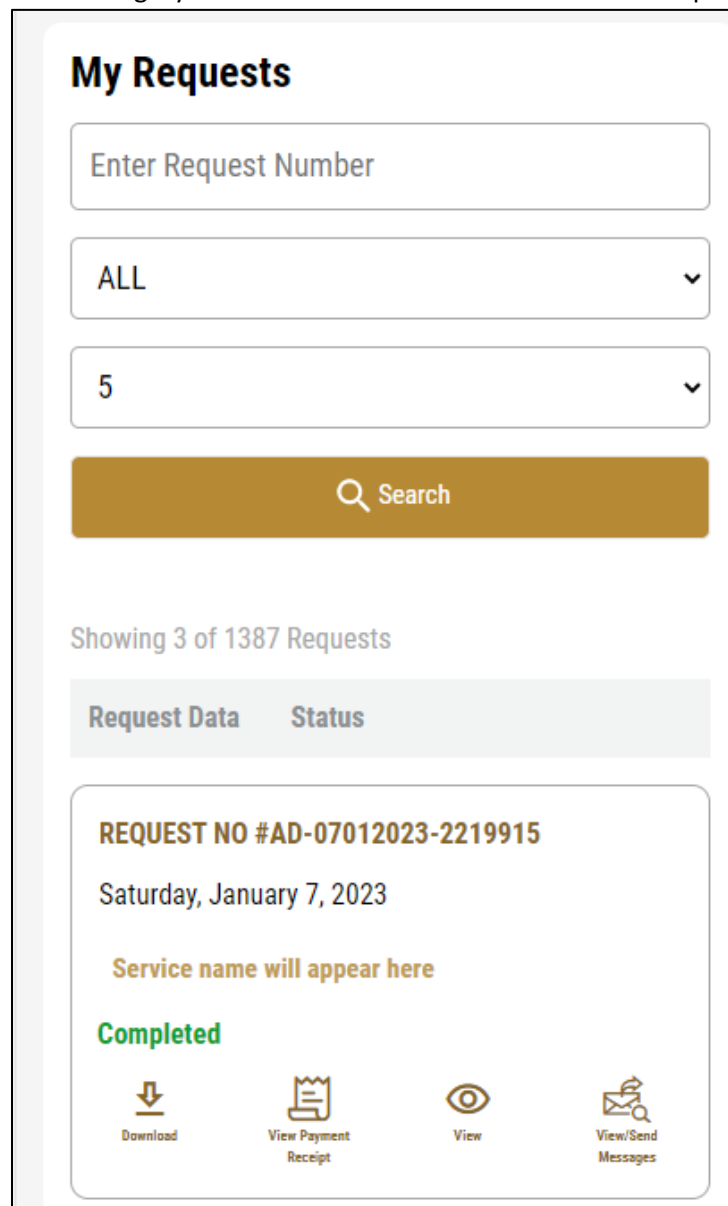 My Requests
Enter Request Number
ALL
5
Search
Showing 3 of 1387 Requests
Request Data Status
REQUEST NO #AD-07012023-2219915
Saturday, January 7, 2023
Service name will appear here
Completed
Download View Payment Receipt View View/Send Messages